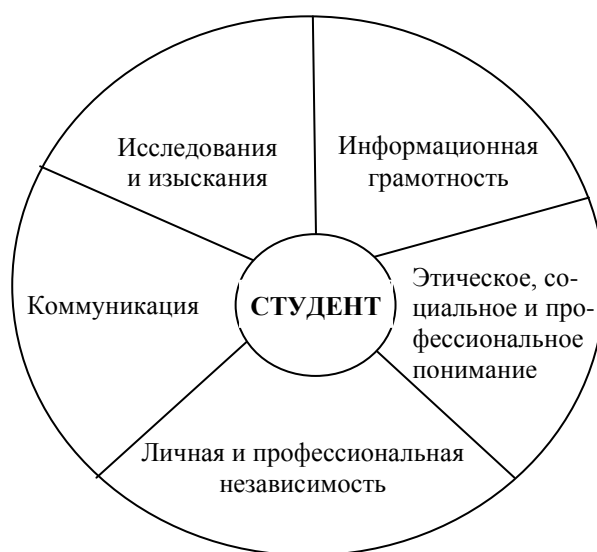 Исследования
и изыскания
Информационная
грамотность
Коммуникация
СТУДЕНТ
Этическое, со-
циальное и про-
фессиональное
понимание
Личная и профессиональная
независимость